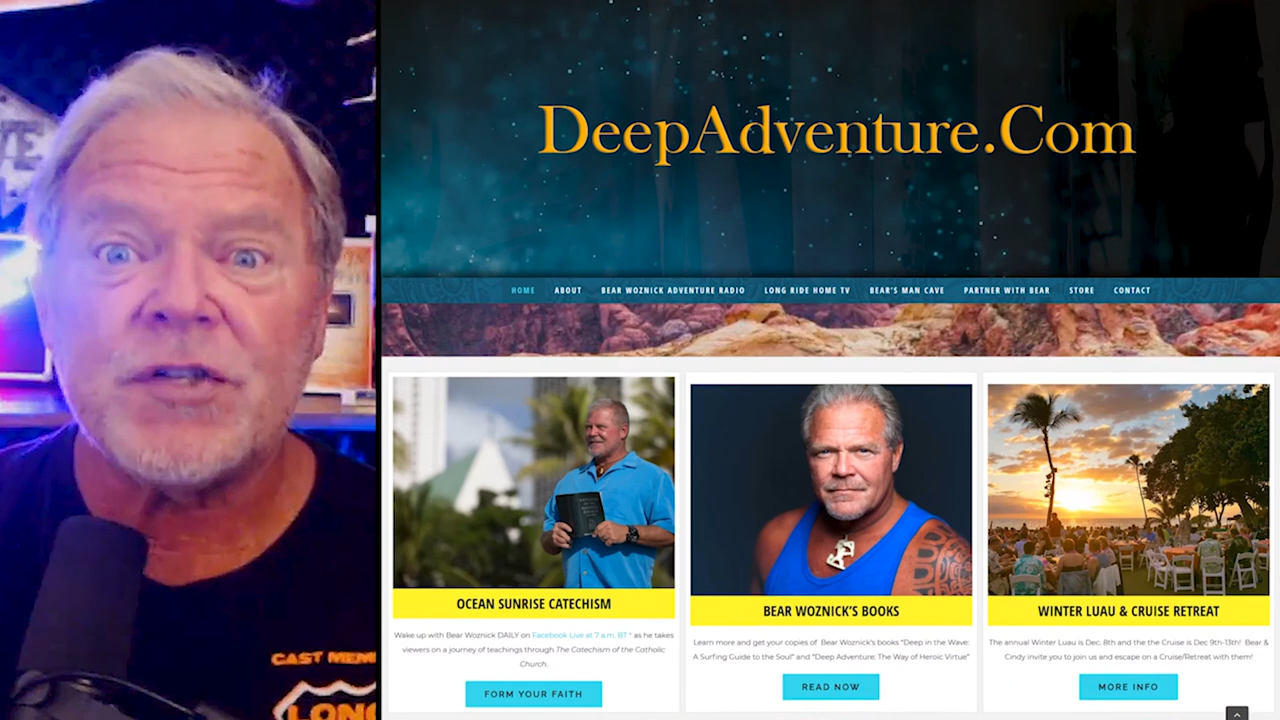 DeepAdventure.Com
HOME ABOUT BEAR WOZNICK ADVENTURE RADIO LONG RIDE HOME TV BEAR'S MAN CAVE PARTNER WITH BEAR STORE CONTACT
OCEAN SUNRISE CATECHISM
Wake up with Bear Woznick DAILY on Facebook Live at 7 a.m. BT * as he takes
viewers on a journey of teachings through The Catechism of the Catholic
Church.
FORM YOUR FAITH
BEAR WOZNICK'S BOOKS
Learn more and get your copies of Bear Woznick's books "Deep in the Wave:
A Surfing Guide to the Soul" and "Deep Adventure: The Way of Heroic Virtue"
READ NOW
WINTER LUAU & CRUISE RETREAT
The annual Winter Luau is Dec. 8th and the the Cruise is Dec 9th-13th! Bear &
Cindy invite you to join us and escape on a Cruise/Retreat with them!
MORE INFO
CAST MEM
LONG